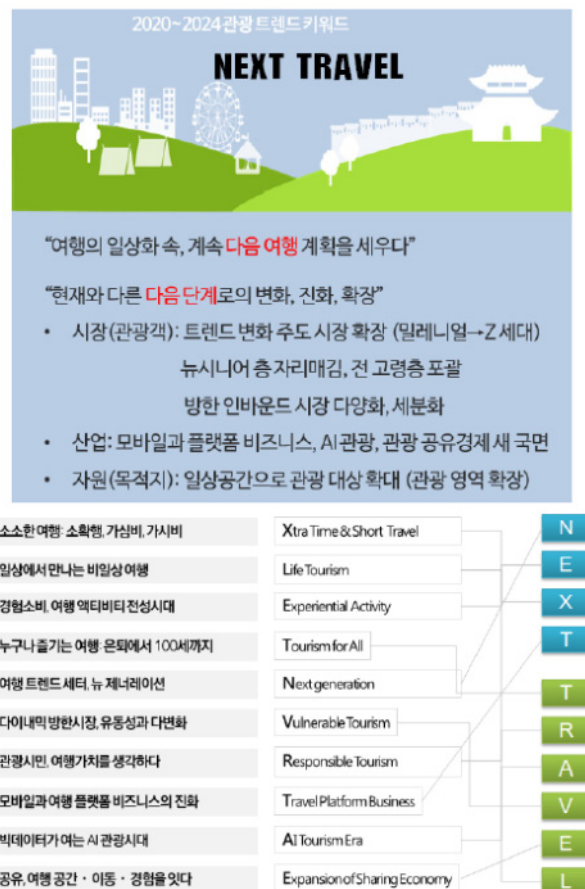 2020~2024 관광 트렌드 키워드
NEXT TRAVEL
“여행의 일상화 속, 계속 다음 여행 계획을 세우다”
“현재와 다른 다음 단계로의 변화, 진화, 확장”
• 시장(관광객): 트렌드 변화 주도 시장 확장 (밀레니얼→Z세대)
뉴시니어 층 자리매김, 전 고령층 포괄
방한 인바운드 시장 다양화, 세분화
• 산업: 모바일과 플랫폼 비즈니스, AI 관광, 관광 공유경제 새 국면
• 자원(목적지): 일상공간으로 관광 대상 확대 (관광 영역 확장)
소소한 여행: 소확행, 가심비, 가시비 Xtra Time & Short Travel N
일상에서 만나는 비일상 여행 Life Tourism E
경험소비, 여행 액티비티 전성시대 Experiential Activity X
누구나 즐기는 여행: 은퇴에서 100세까지 Tourism for All T
여행 트렌드 세터, 뉴 제너레이션 Next generation T
다이내믹 방한시장, 유동성과 다변화 Vulnerable Tourism R
관광시민, 여행가치를 생각하다 Responsible Tourism A
모바일과 여행 플랫폼 비즈니스의 진화 Travel Platform Business V
빅데이터가 여는 AI 관광시대 AI Tourism Era E
공유, 여행 공간 · 이동 · 경험을 잇다 Expansion of Sharing Economy L